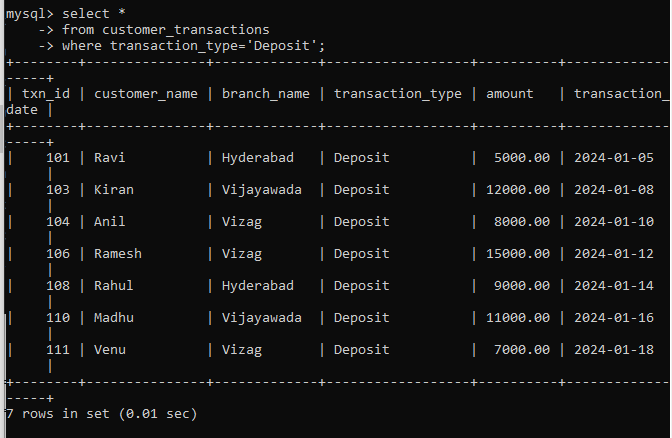 mysql> select *
    -> from customer_transactions
    -> where transaction_type='Deposit';
+--------+---------------+-------------+------------------+----------+-------------
-----+
| txn_id | customer_name | branch_name | transaction_type | amount   | transaction_
date |
+--------+---------------+-------------+------------------+----------+-------------
-----+
|    101 | Ravi          | Hyderabad   | Deposit          |  5000.00 | 2024-01-05
     |
|    103 | Kiran         | Vijayawada  | Deposit          | 12000.00 | 2024-01-08
     |
|    104 | Anil          | Vizag       | Deposit          |  8000.00 | 2024-01-10
     |
|    106 | Ramesh        | Vizag       | Deposit          | 15000.00 | 2024-01-12
     |
|    108 | Rahul         | Hyderabad   | Deposit          |  9000.00 | 2024-01-14
     |
|    110 | Madhu         | Vijayawada  | Deposit          | 11000.00 | 2024-01-16
     |
|    111 | Venu          | Vizag       | Deposit          |  7000.00 | 2024-01-18
     |
+--------+---------------+-------------+------------------+----------+-------------
-----+
7 rows in set (0.01 sec)